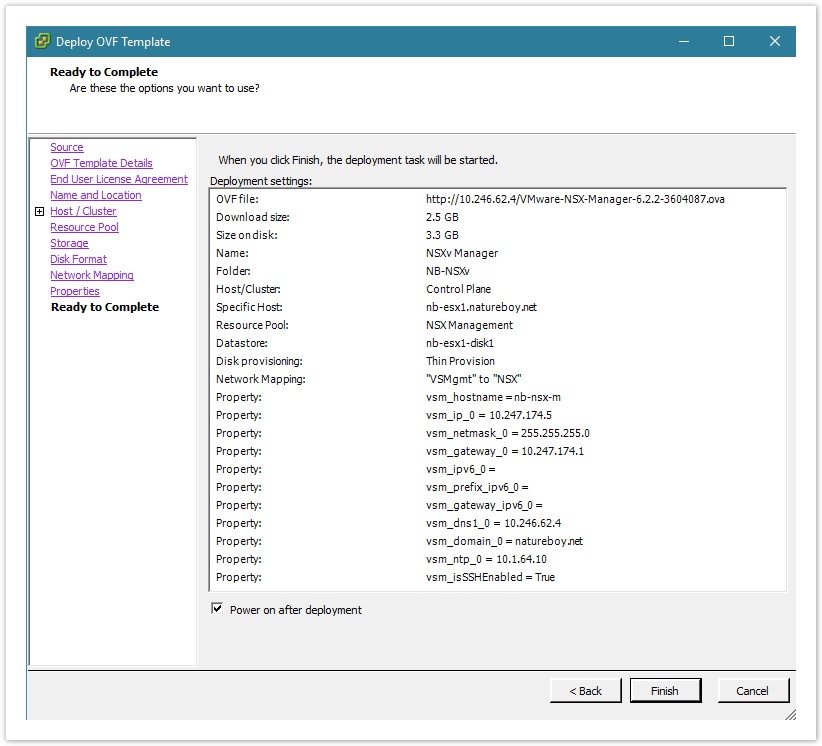 Deploy OVF Template
Ready to Complete
Are these the options you want to use?
Source
OVF Template Details
End User License Agreement
Name and Location
Host / Cluster
Resource Pool
Storage
Disk Format
Network Mapping
Properties
Ready to Complete
When you click Finish, the deployment task will be started.
Deployment settings:
OVF file: http://10.246.62.4/VMware-NSX-Manager-6.2.2-3604087.ova
Download size: 2.5 GB
Size on disk: 3.3 GB
Name: NSXv Manager
Folder: NB-NSXv
Host/Cluster: Control Plane
Specific Host: nb-esx1.natureboy.net
Resource Pool: NSX Management
Datastore: nb-esx1-disk1
Disk provisioning: Thin Provision
Network Mapping: "VSMgmt" to "NSX"
Property: vsm_hostname = nb-nsx-m
Property: vsm_ip_0 = 10.247.174.5
Property: vsm_netmask_0 = 255.255.255.0
Property: vsm_gateway_0 = 10.247.174.1
Property: vsm_ipv6_0 =
Property: vsm_prefix_ipv6_0 =
Property: vsm_gateway_ipv6_0 =
Property: vsm_dns1_0 = 10.246.62.4
Property: vsm_domain_0 = natureboy.net
Property: vsm_ntp_0 = 10.1.64.10
Property: vsm_isSSHEnabled = True
Power on after deployment
< Back
Finish
Cancel